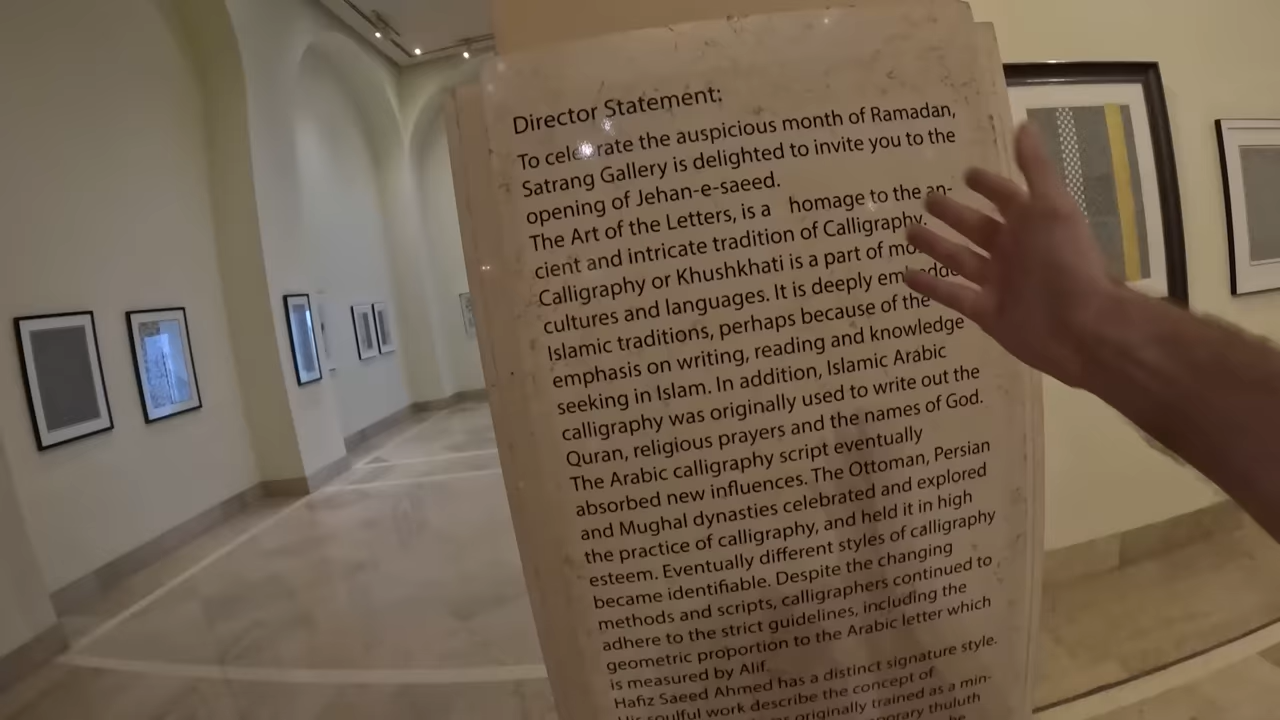 Director Statement:
To celebrate the auspicious month of Ramadan,
Satrang Gallery is delighted to invite you to the
opening of Jehan-e-saeed.
The Art of the Letters, is a homage to the an-
cient and intricate tradition of Calligraphy.
Calligraphy or Khushkhati is a part of
cultures and languages. It is deeply
Islamic traditions, perhaps because of the
emphasis on writing, reading and knowledge
seeking in Islam. In addition, Islamic Arabic
calligraphy was originally used to write out the
Quran, religious prayers and the names of God.
The Arabic calligraphy script eventually
absorbed new influences. The Ottoman, Persian
and Mughal dynasties celebrated and explored
the practice of calligraphy, and held it in high
esteem. Eventually different styles of calligraphy
became identifiable. Despite the changing
methods and scripts, calligraphers continued to
adhere to the strict guidelines, including the
geometric proportion to the Arabic letter which
is measured by Alif.
Hafiz Saeed Ahmed has a distinct signature style.
His soulful work describe the concept of
originally trained as a min-
thuluth